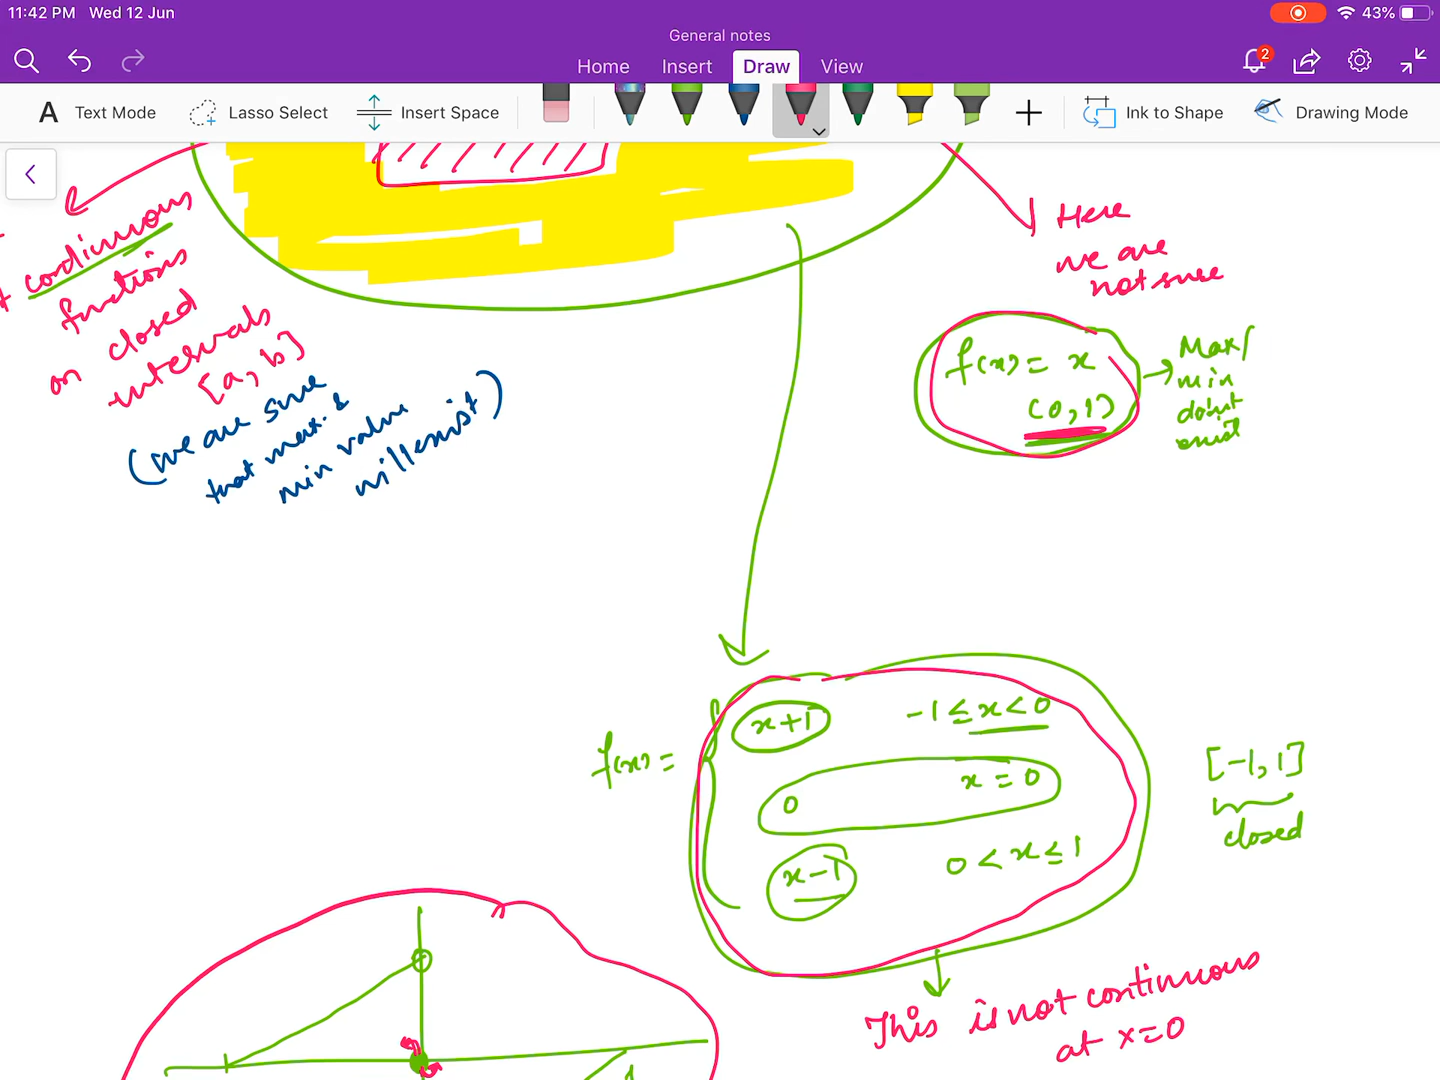 11:42 PM Wed 12 Jun
43%
General notes
2
Home Insert Draw View
A Text Mode Lasso Select Insert Space Ink to Shape Drawing Mode
continuous
functions
on closed
intervals
[a, b]
(we are sure
that max. &
min value
will exist)
Here
we are
not sure
f(x) = x
(0, 1)
Max/
min
don't
exist
f(x) =
x+1 -1 ≤ x < 0
0 x = 0
x-1 0 < x ≤ 1
[-1, 1]
closed
This is not continuous
at x=0